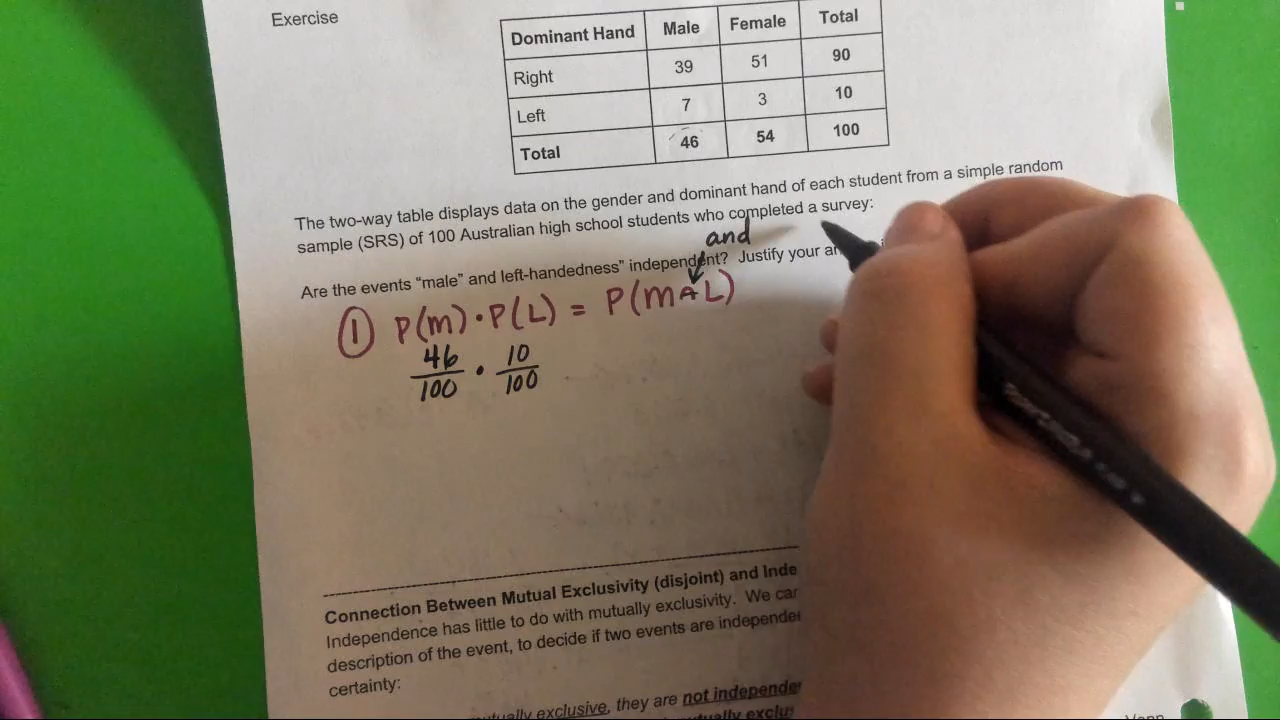 Exercise
Dominant Hand Male Female Total
Right 39 51 90
Left 7 3 10
Total 46 54 100
The two-way table displays data on the gender and dominant hand of each student from a simple random
sample (SRS) of 100 Australian high school students who completed a survey:
and
Are the events “male” and left-handedness” independent? Justify your
① P(M) · P(L) = P(M ∩ L)
46/100 · 10/100
Connection Between Mutual Exclusivity (disjoint) and
Independence has little to do with mutually exclusivity. We
description of the event, to decide if two events are
certainty:
exclusive, they are not
Venn